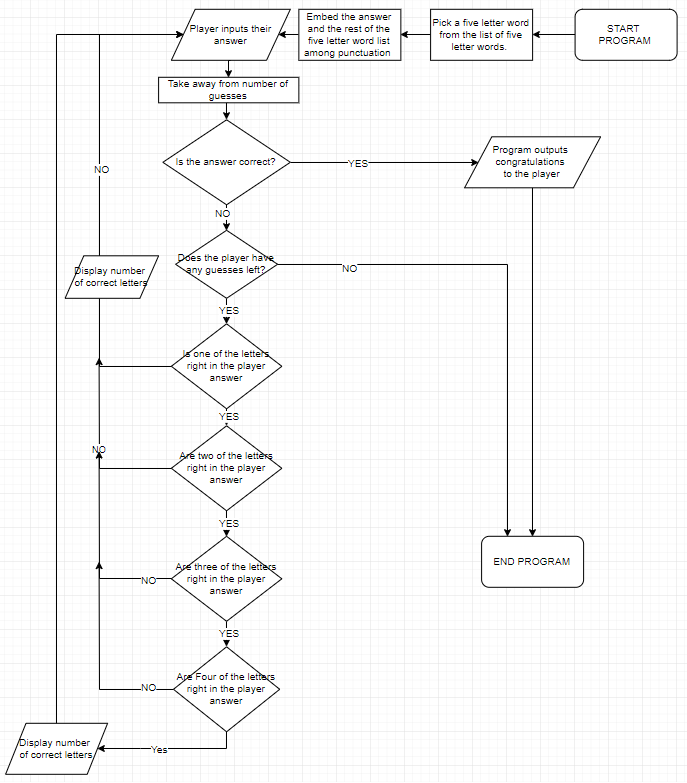 START
PROGRAM
Pick a five letter word
from the list of five
letter words.
Embed the answer
and the rest of the
five letter word list
among punctuation
Player inputs their
answer
Take away from number of
guesses
Is the answer correct?
YES
Program outputs
congratulations
to the player
NO
NO
Does the player have
any guesses left?
NO
Display number
of correct letters
YES
Is one of the letters
right in the player
answer
YES
NO
Are two of the letters
right in the player
answer
YES
Are three of the letters
right in the player
answer
NO
END PROGRAM
YES
Are Four of the letters
right in the player
answer
NO
Yes
Display number
of correct letters